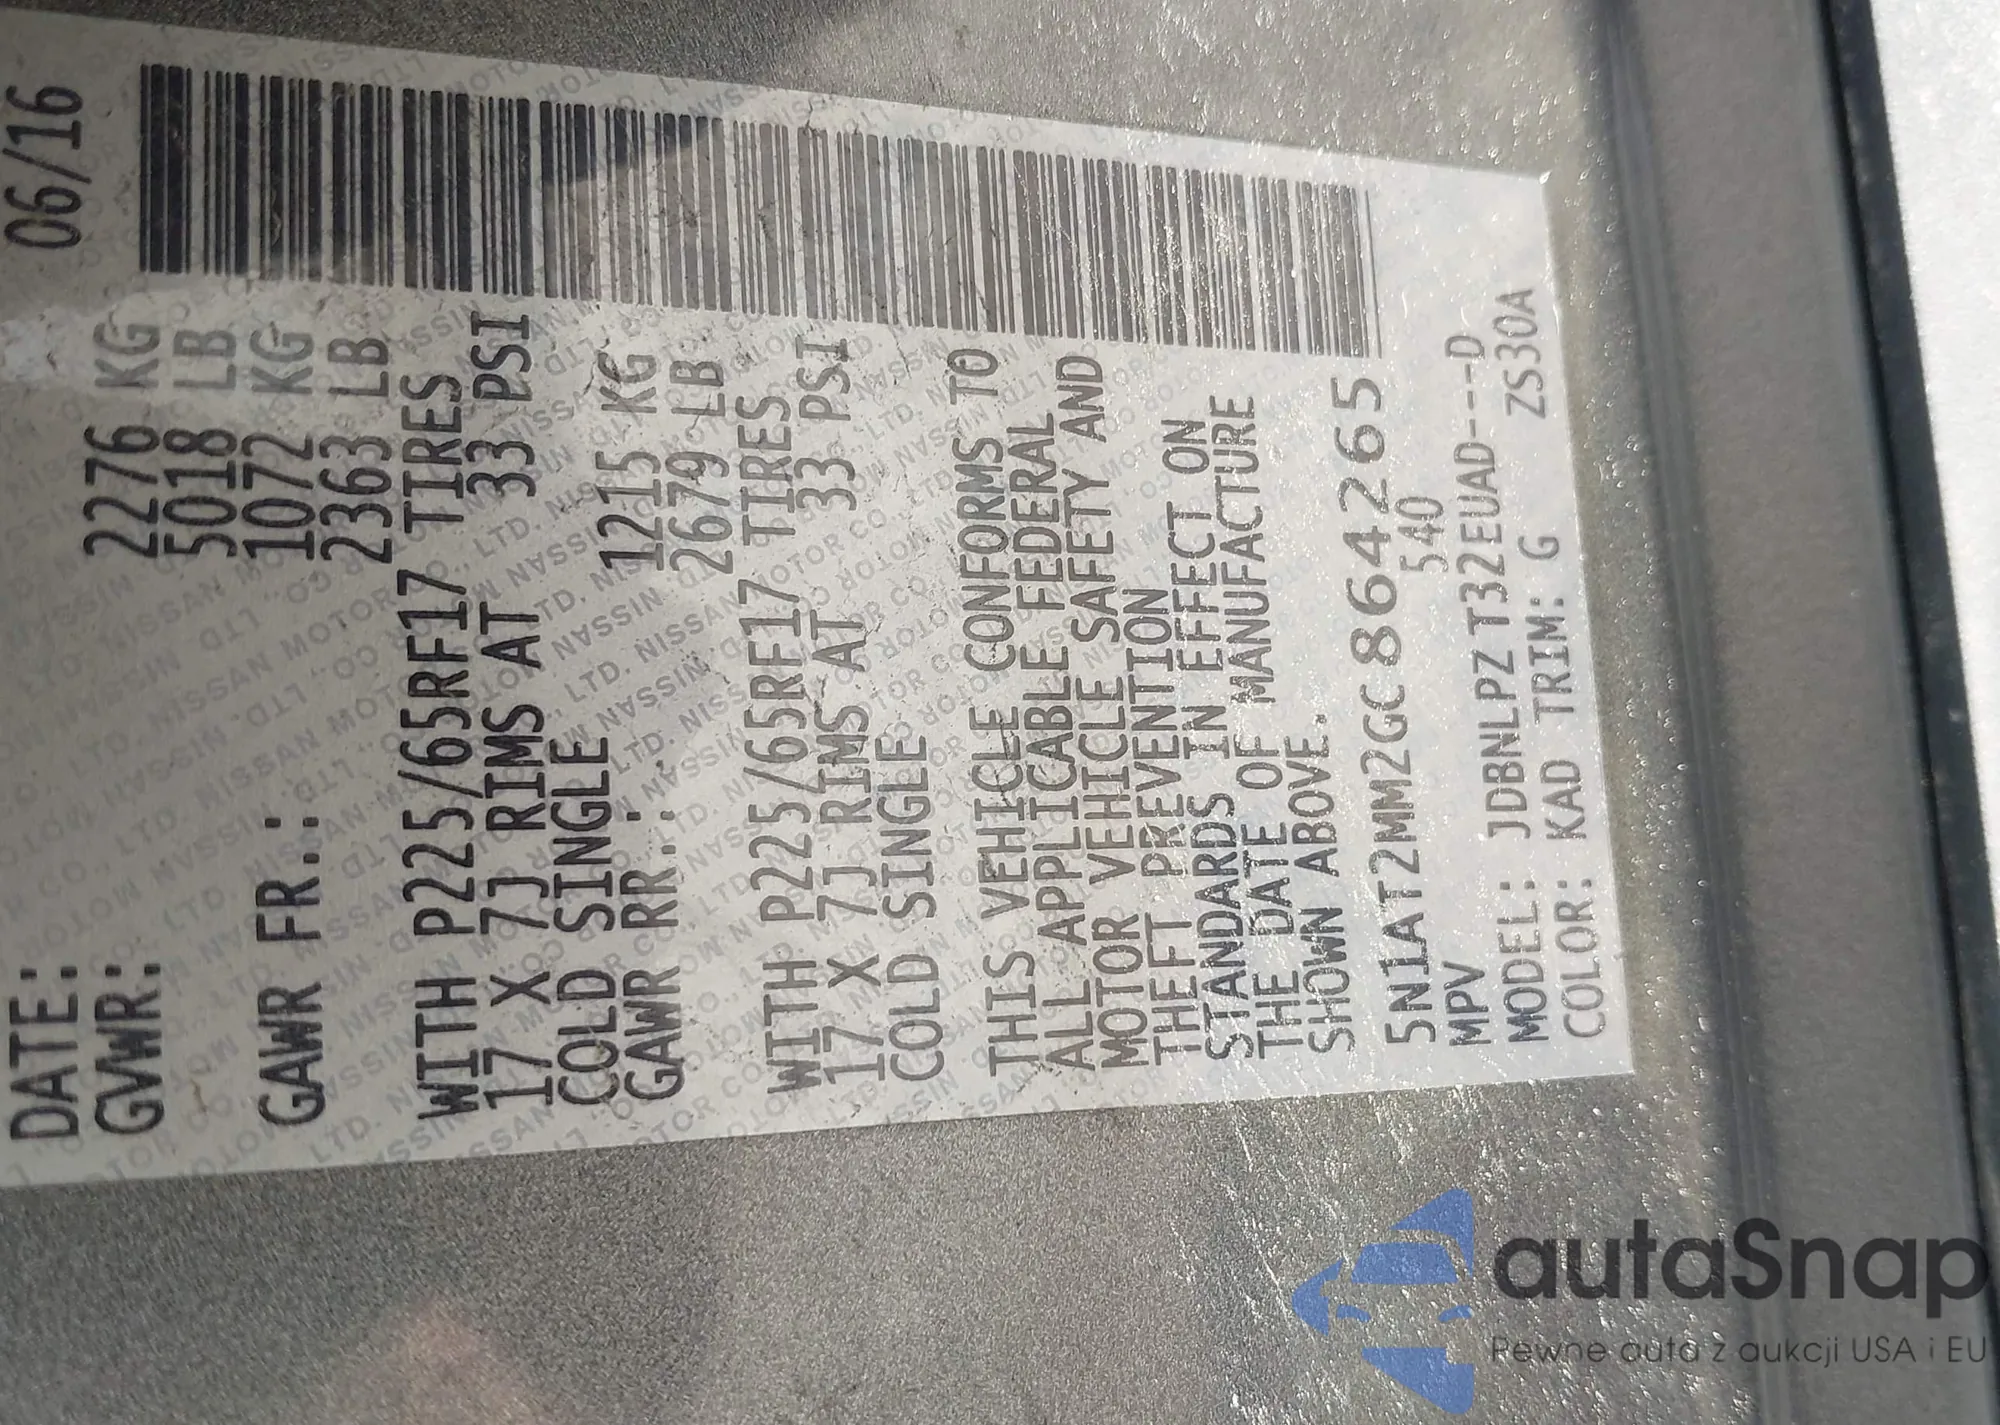 DATE: 06/16
GVWR: 2276 KG
5018 LB
GAWR FR.: 1072 KG
2363 LB
WITH P225/65RF17 TIRES
17 X 7J RIMS AT 33 PSI
COLD SINGLE
GAWR RR.: 1215 KG
2679 LB
WITH P225/65RF17 TIRES
17 X 7J RIMS AT 33 PSI
COLD SINGLE
THIS VEHICLE CONFORMS TO
ALL APPLICABLE FEDERAL
MOTOR VEHICLE SAFETY AND
THEFT PREVENTION
STANDARDS IN EFFECT ON
THE DATE OF MANUFACTURE
SHOWN ABOVE.
5N1AT2MM2GC864265
MPV 540
MODEL: JDBNLPZ T32EUAD---D
COLOR: KAD TRIM: G ZS30A
autaSnap
Pewne auta z aukcji USA i EU